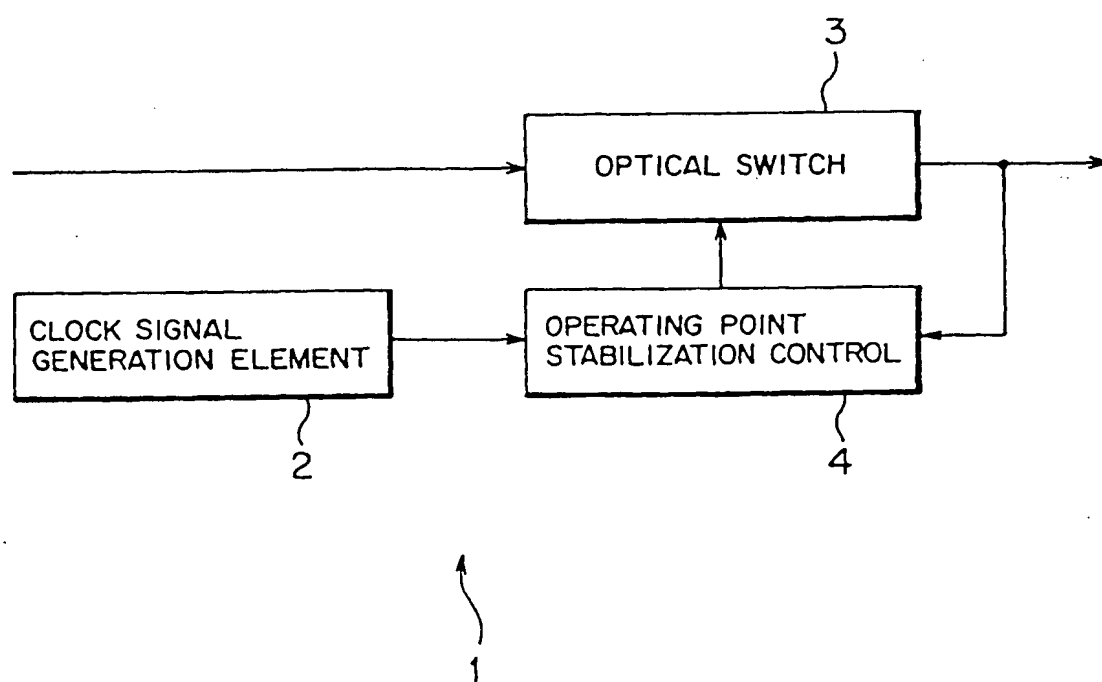 3
OPTICAL SWITCH
CLOCK SIGNAL
GENERATION ELEMENT
OPERATING POINT
STABILIZATION CONTROL
2
4
1